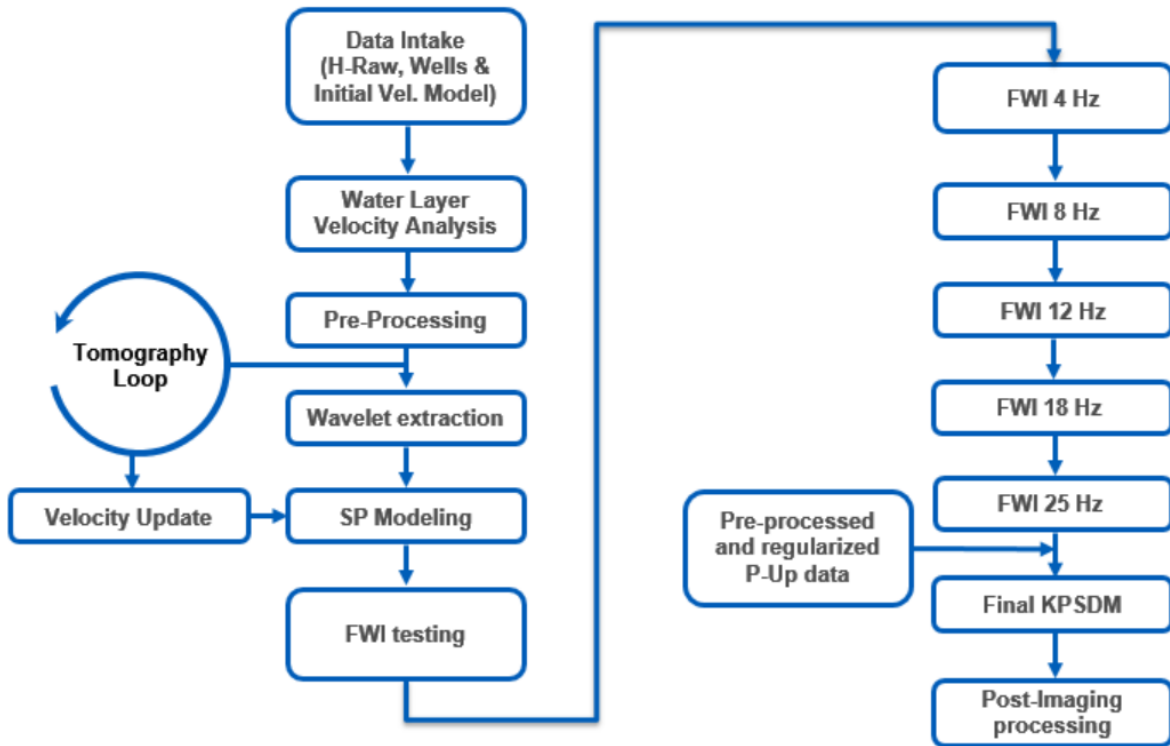 Data Intake
(H-Raw, Wells &
Initial Vel. Model)
Water Layer
Velocity Analysis
Pre-Processing
Tomography
Loop
Wavelet extraction
Velocity Update
SP Modeling
FWI testing
FWI 4 Hz
FWI 8 Hz
FWI 12 Hz
FWI 18 Hz
FWI 25 Hz
Pre-processed
and regularized
P-Up data
Final KPSDM
Post-Imaging
processing